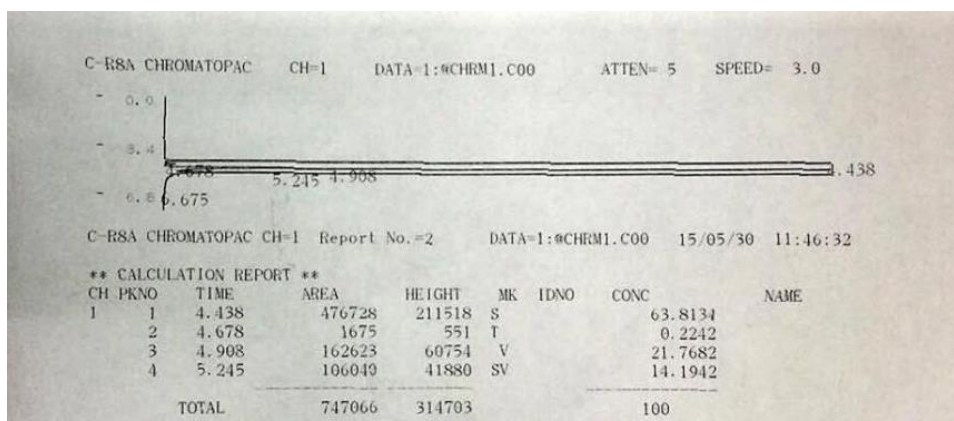 C-R8A CHROMATOPAC CH=1 DATA=1:@CHRM1.C00 ATTEN= 5 SPEED= 3.0
- 0.0
- 3.4
4.678
4.438
5.245 4.908
- 6.8 6.675
C-R8A CHROMATOPAC CH=1 Report No.=2 DATA=1:@CHRM1.C00 15/05/30 11:46:32
** CALCULATION REPORT **
CH PKNO TIME AREA HEIGHT MK IDNO CONC NAME
1 1 4.438 476728 211518 S 63.8134
2 4.678 1675 551 T 0.2242
3 4.908 162623 60754 V 21.7682
4 5.245 106040 41880 SV 14.1942
TOTAL 747066 314703 100